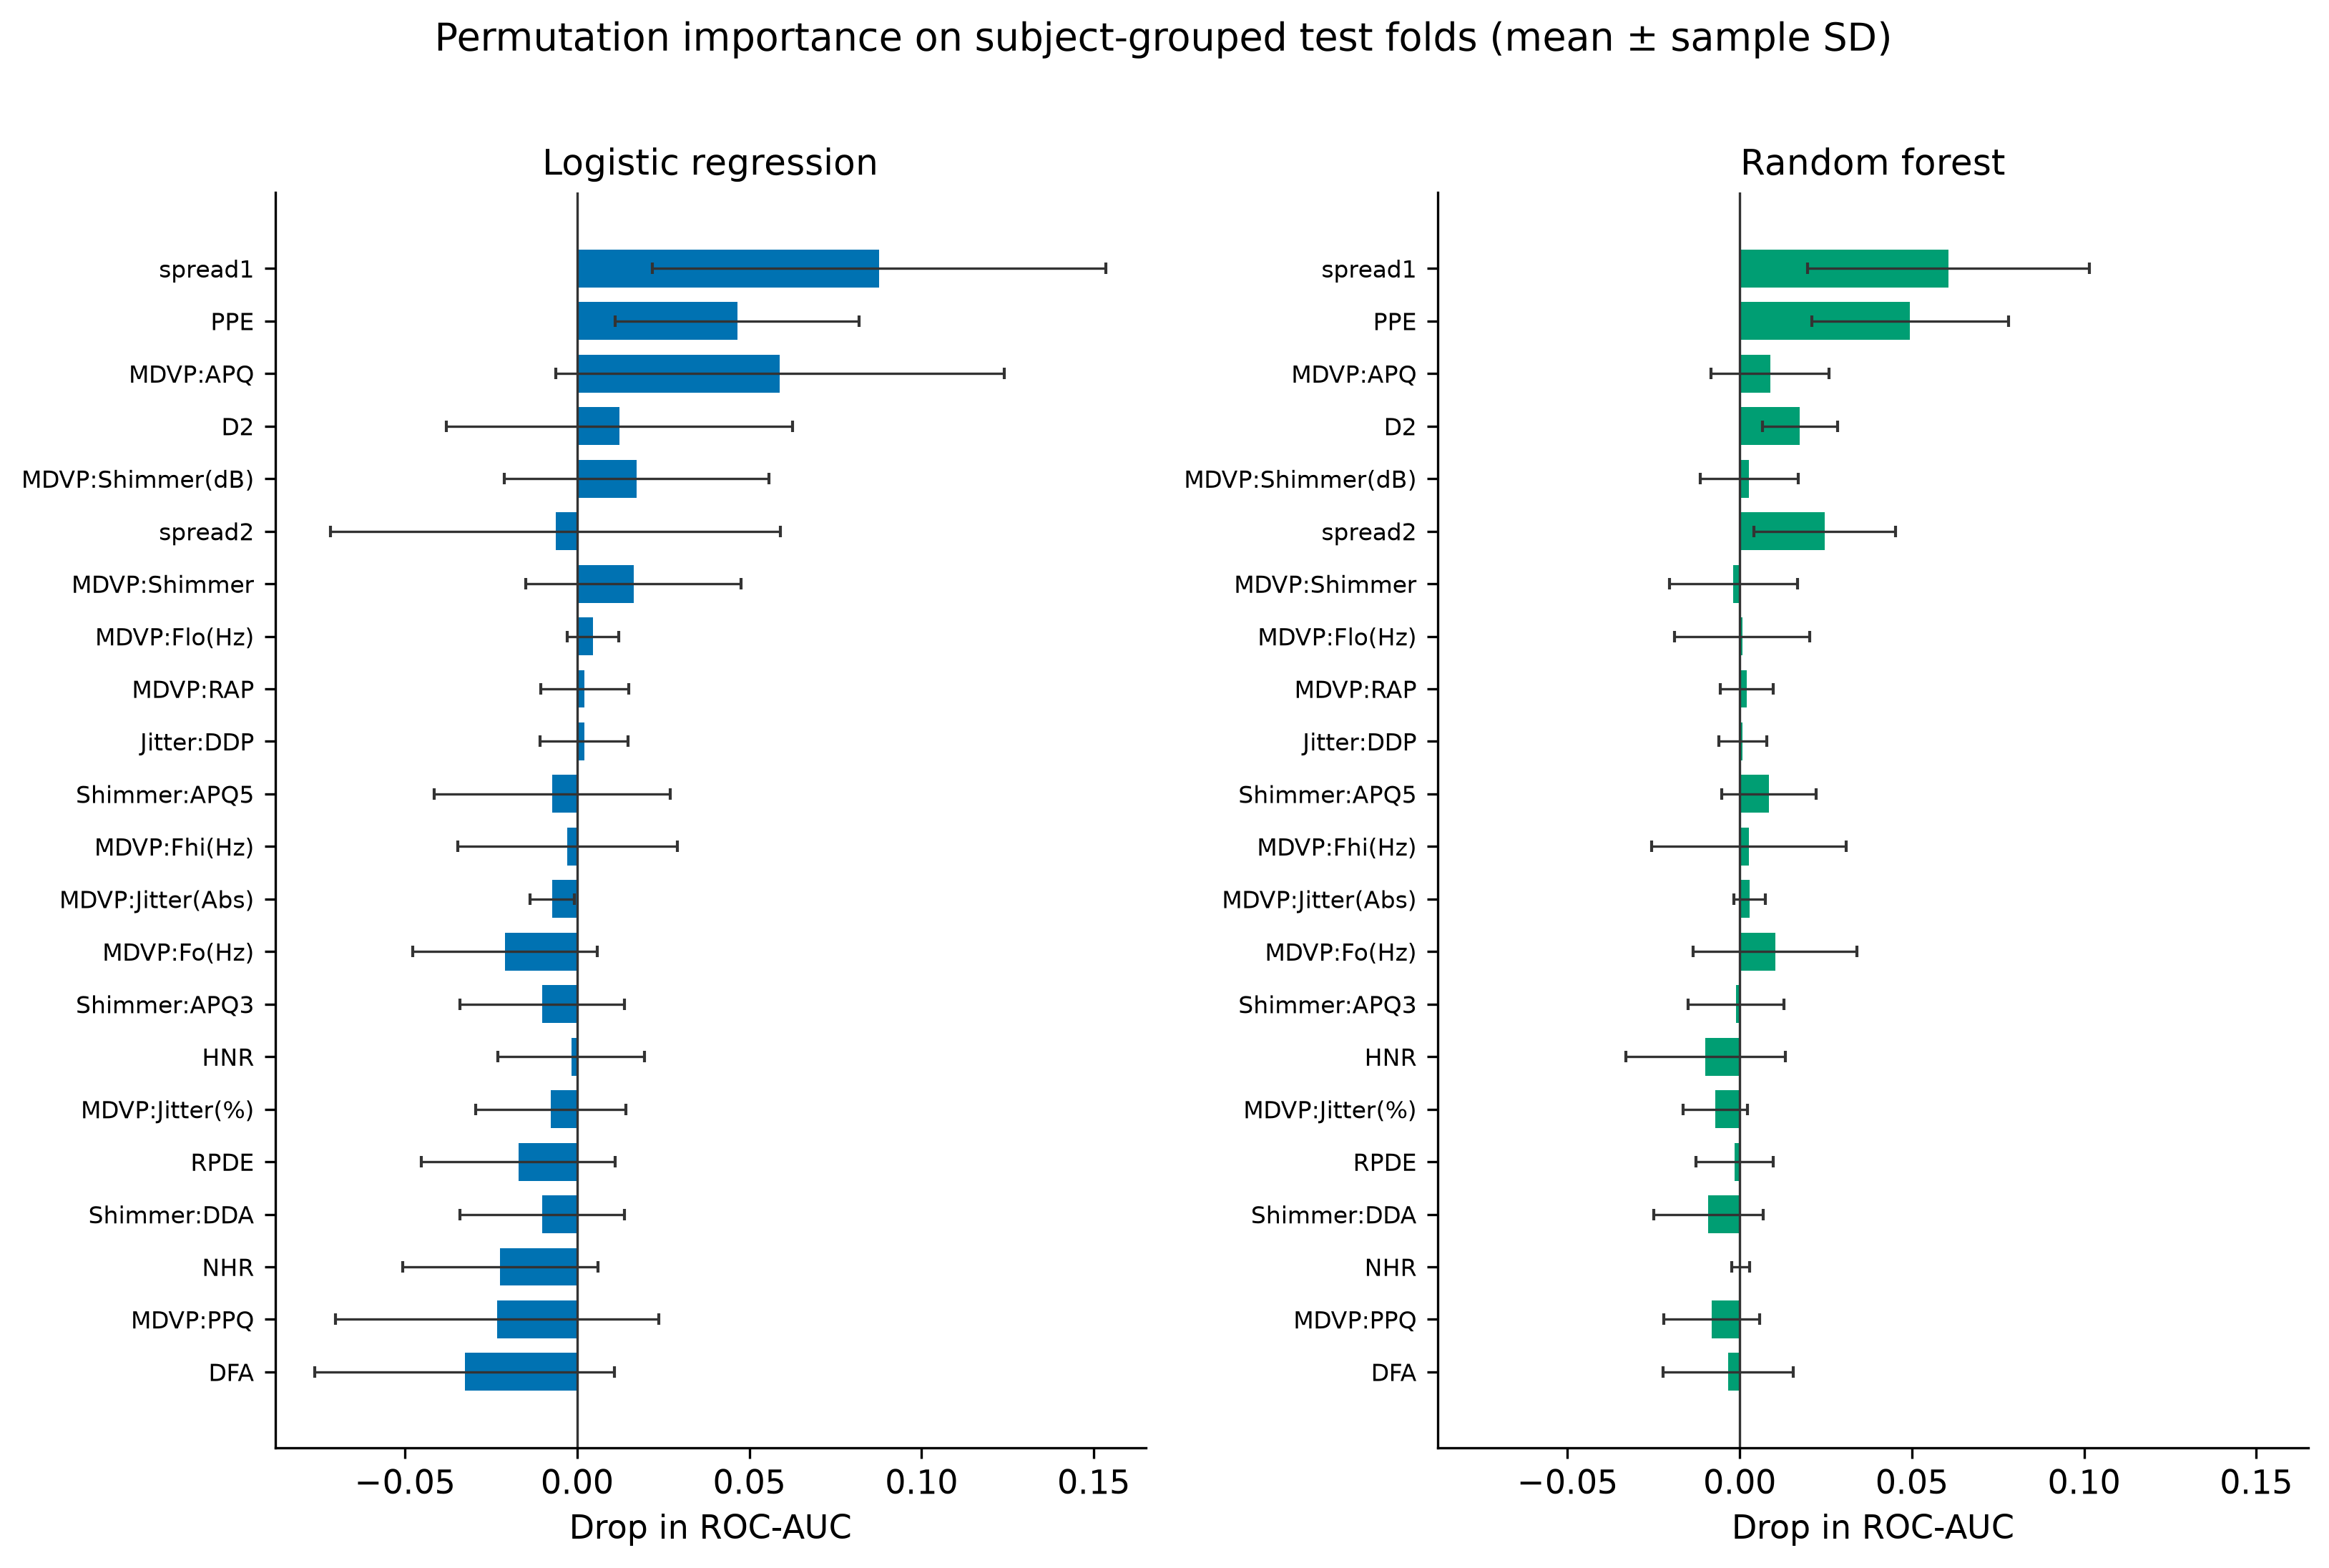 Permutation importance on subject-grouped test folds (mean ± sample SD)
Logistic regression
spread1
PPE
MDVP:APQ
D2
MDVP:Shimmer(dB)
spread2
MDVP:Shimmer
MDVP:Flo(Hz)
MDVP:RAP
Jitter:DDP
Shimmer:APQ5
MDVP:Fhi(Hz)
MDVP:Jitter(Abs)
MDVP:Fo(Hz)
Shimmer:APQ3
HNR
MDVP:Jitter(%)
RPDE
Shimmer:DDA
NHR
MDVP:PPQ
DFA
−0.05 0.00 0.05 0.10 0.15
Drop in ROC-AUC
Random forest
spread1
PPE
MDVP:APQ
D2
MDVP:Shimmer(dB)
spread2
MDVP:Shimmer
MDVP:Flo(Hz)
MDVP:RAP
Jitter:DDP
Shimmer:APQ5
MDVP:Fhi(Hz)
MDVP:Jitter(Abs)
MDVP:Fo(Hz)
Shimmer:APQ3
HNR
MDVP:Jitter(%)
RPDE
Shimmer:DDA
NHR
MDVP:PPQ
DFA
−0.05 0.00 0.05 0.10 0.15
Drop in ROC-AUC